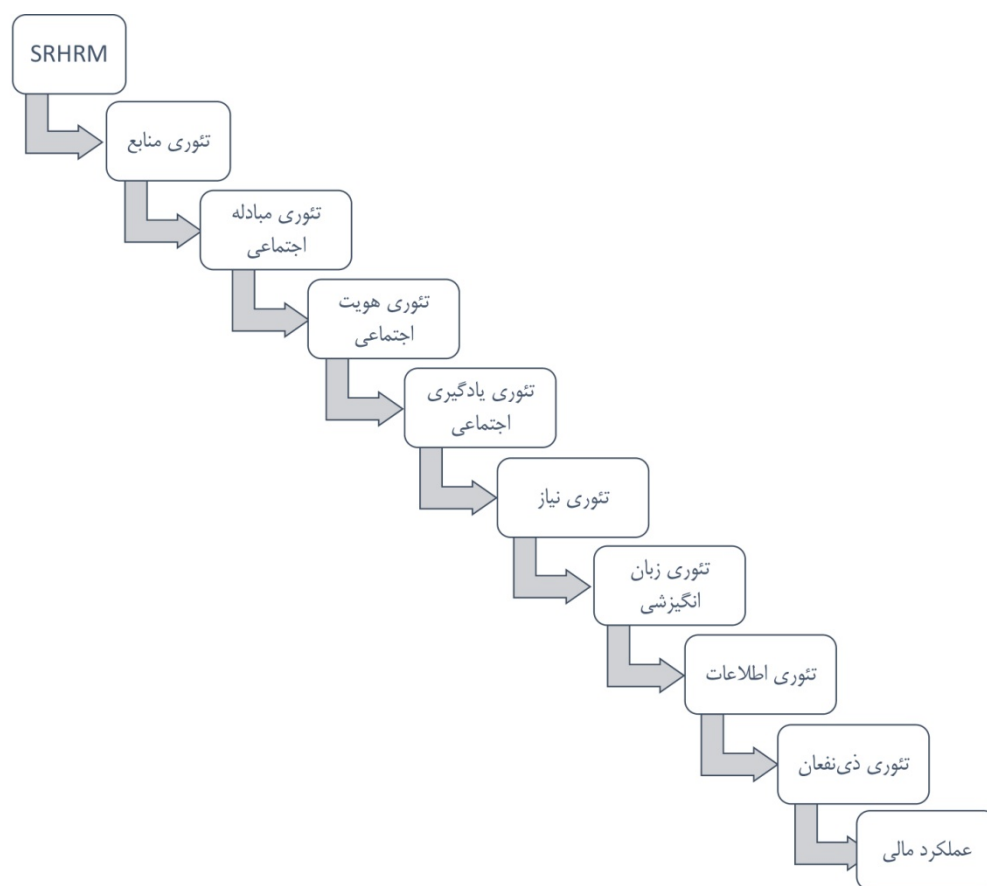 SRHRM
تئوری منابع
تئوری مبادله
اجتماعی
تئوری هویت
اجتماعی
تئوری یادگیری
اجتماعی
تئوری نیاز
تئوری زبان
انگیزشی
تئوری اطلاعات
تئوری ذی‌نفعان
عملکرد مالی